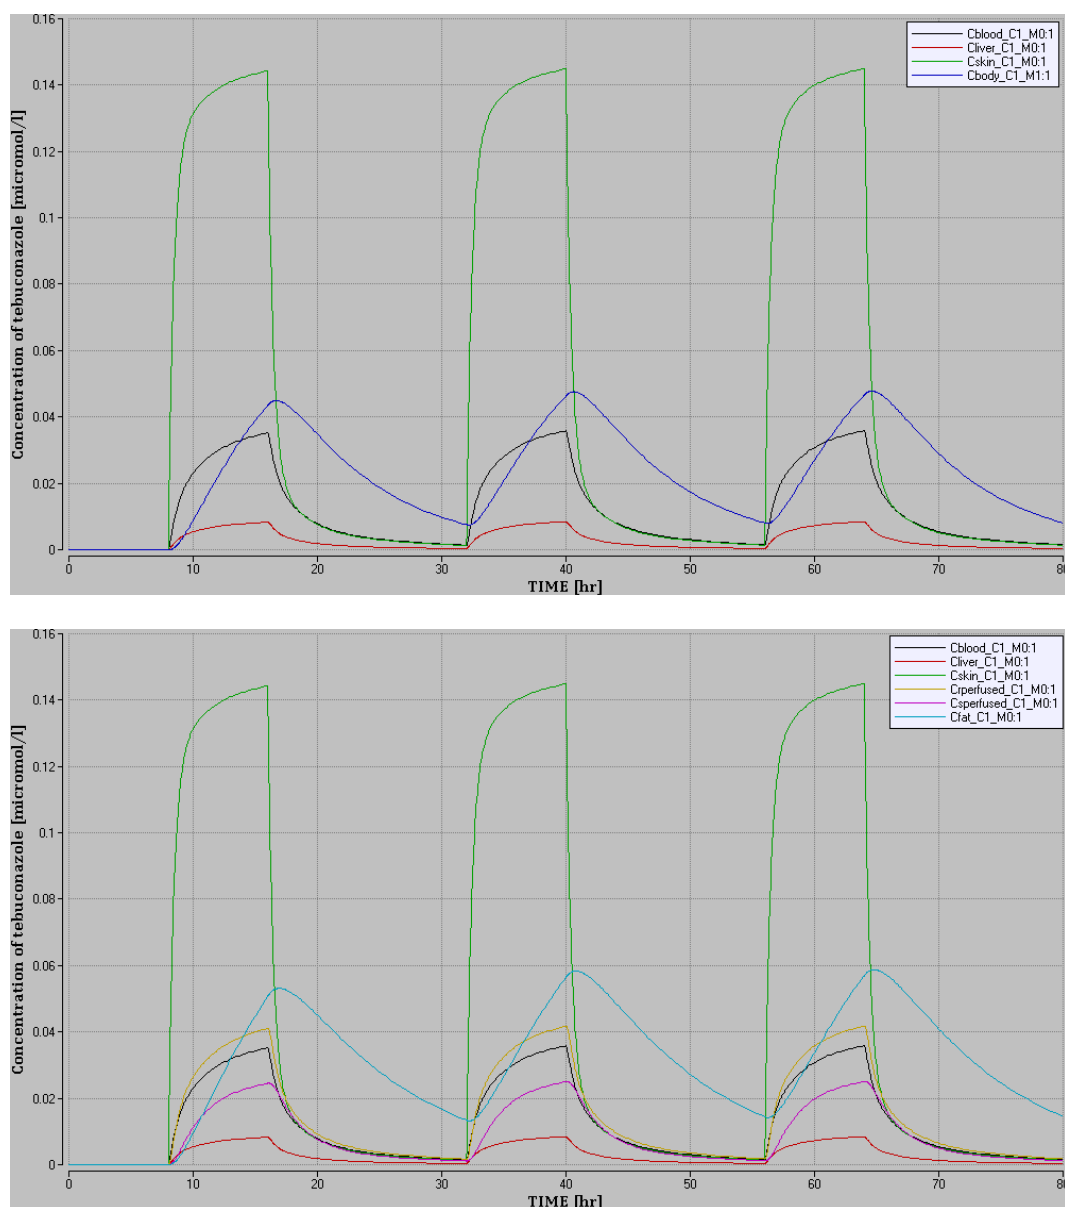 0.16
Cblood_C1_M0:1
Cliver_C1_M0:1
Cskin_C1_M0:1
Cbody_C1_M1:1
0.14
0.12
0.1
0.08
0.06
0.04
0.02
0
Concentration of tebuconazole [micromol/l]
0 10 20 30 40 50 60 70 80
TIME [hr]
0.16
Cblood_C1_M0:1
Cliver_C1_M0:1
Cskin_C1_M0:1
Crperfused_C1_M0:1
Csperfused_C1_M0:1
Cfat_C1_M0:1
0.14
0.12
0.1
0.08
0.06
0.04
0.02
0
Concentration of tebuconazole [micromol/l]
0 10 20 30 40 50 60 70 80
TIME [hr]